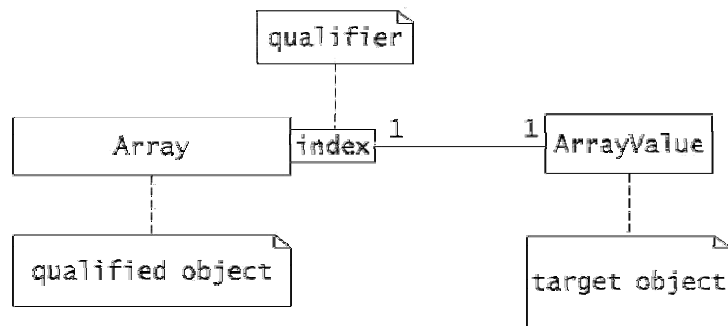 qualifier
Array
index
1
1
ArrayValue
qualified object
target object